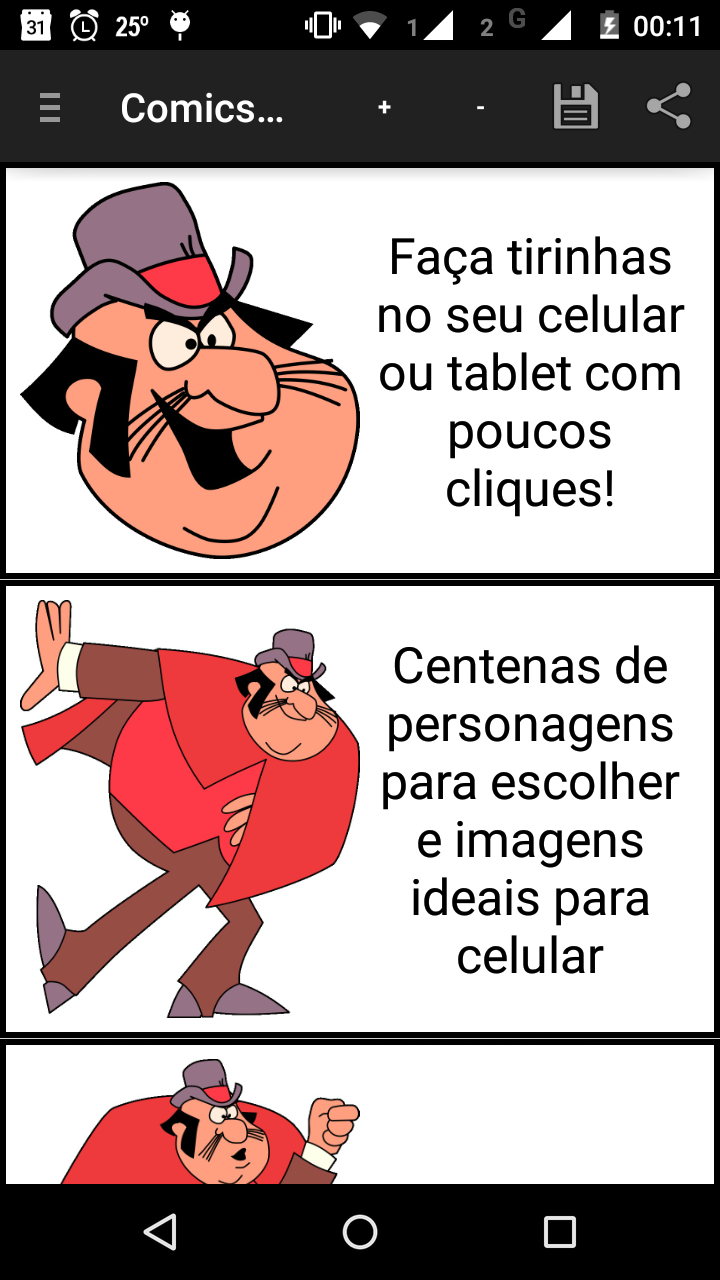 31 25º 1 2 G 00:11
Comics... + -
Faça tirinhas
no seu celular
ou tablet com
poucos
cliques!
Centenas de
personagens
para escolher
e imagens
ideais para
celular